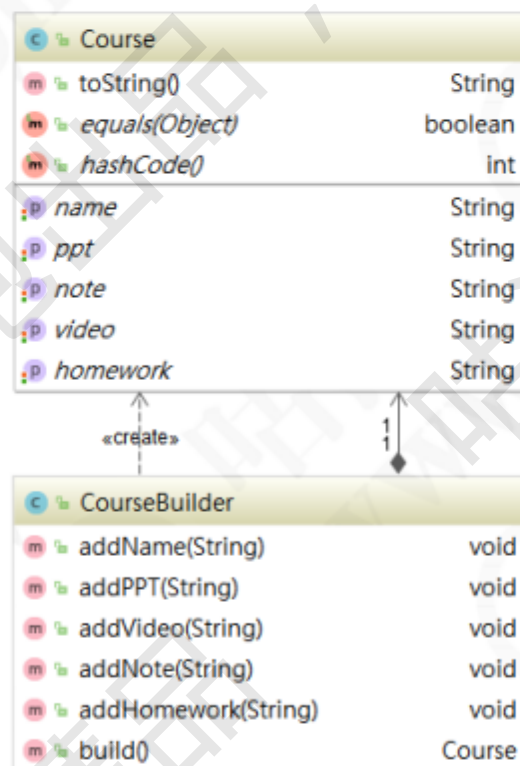 Course
toString() String
equals(Object) boolean
hashCode() int
name String
ppt String
note String
video String
homework String
«create»
1
1
CourseBuilder
addName(String) void
addPPT(String) void
addVideo(String) void
addNote(String) void
addHomework(String) void
build() Course